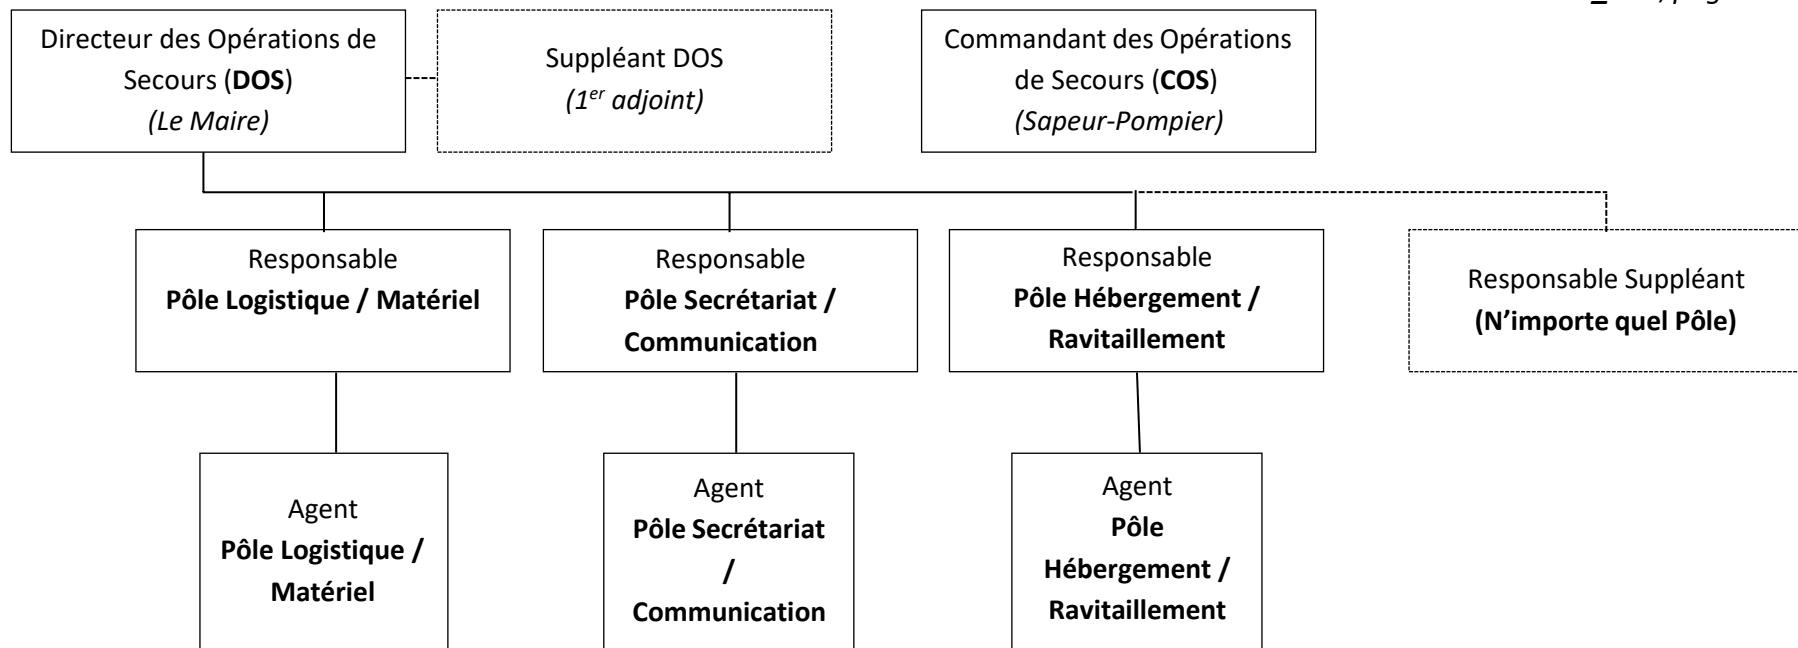 Directeur des Opérations de
Secours (DOS)
(Le Maire)
Suppléant DOS
(1er adjoint)
Commandant des Opérations
de Secours (COS)
(Sapeur-Pompier)
Responsable
Pôle Logistique / Matériel
Responsable
Pôle Secrétariat /
Communication
Responsable
Pôle Hébergement /
Ravitaillement
Responsable Suppléant
(N’importe quel Pôle)
Agent
Pôle Logistique /
Matériel
Agent
Pôle Secrétariat
/
Communication
Agent
Pôle
Hébergement /
Ravitaillement